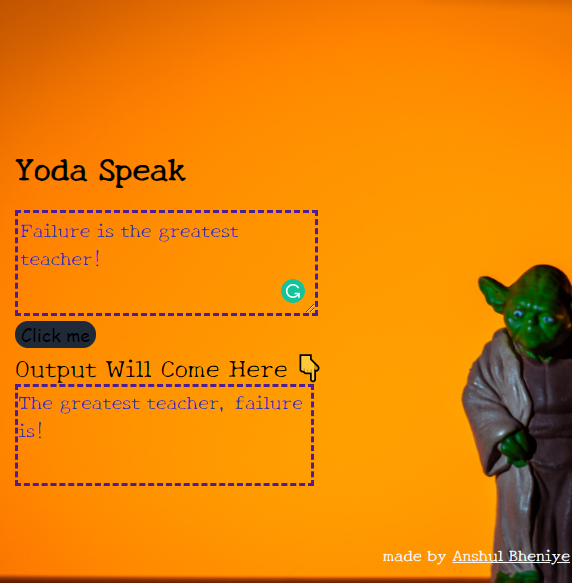 Yoda Speak
Failure is the greatest
teacher!
Click me
Output Will Come Here 👇
The greatest teacher, failure
is!
made by Anshul Bheniye